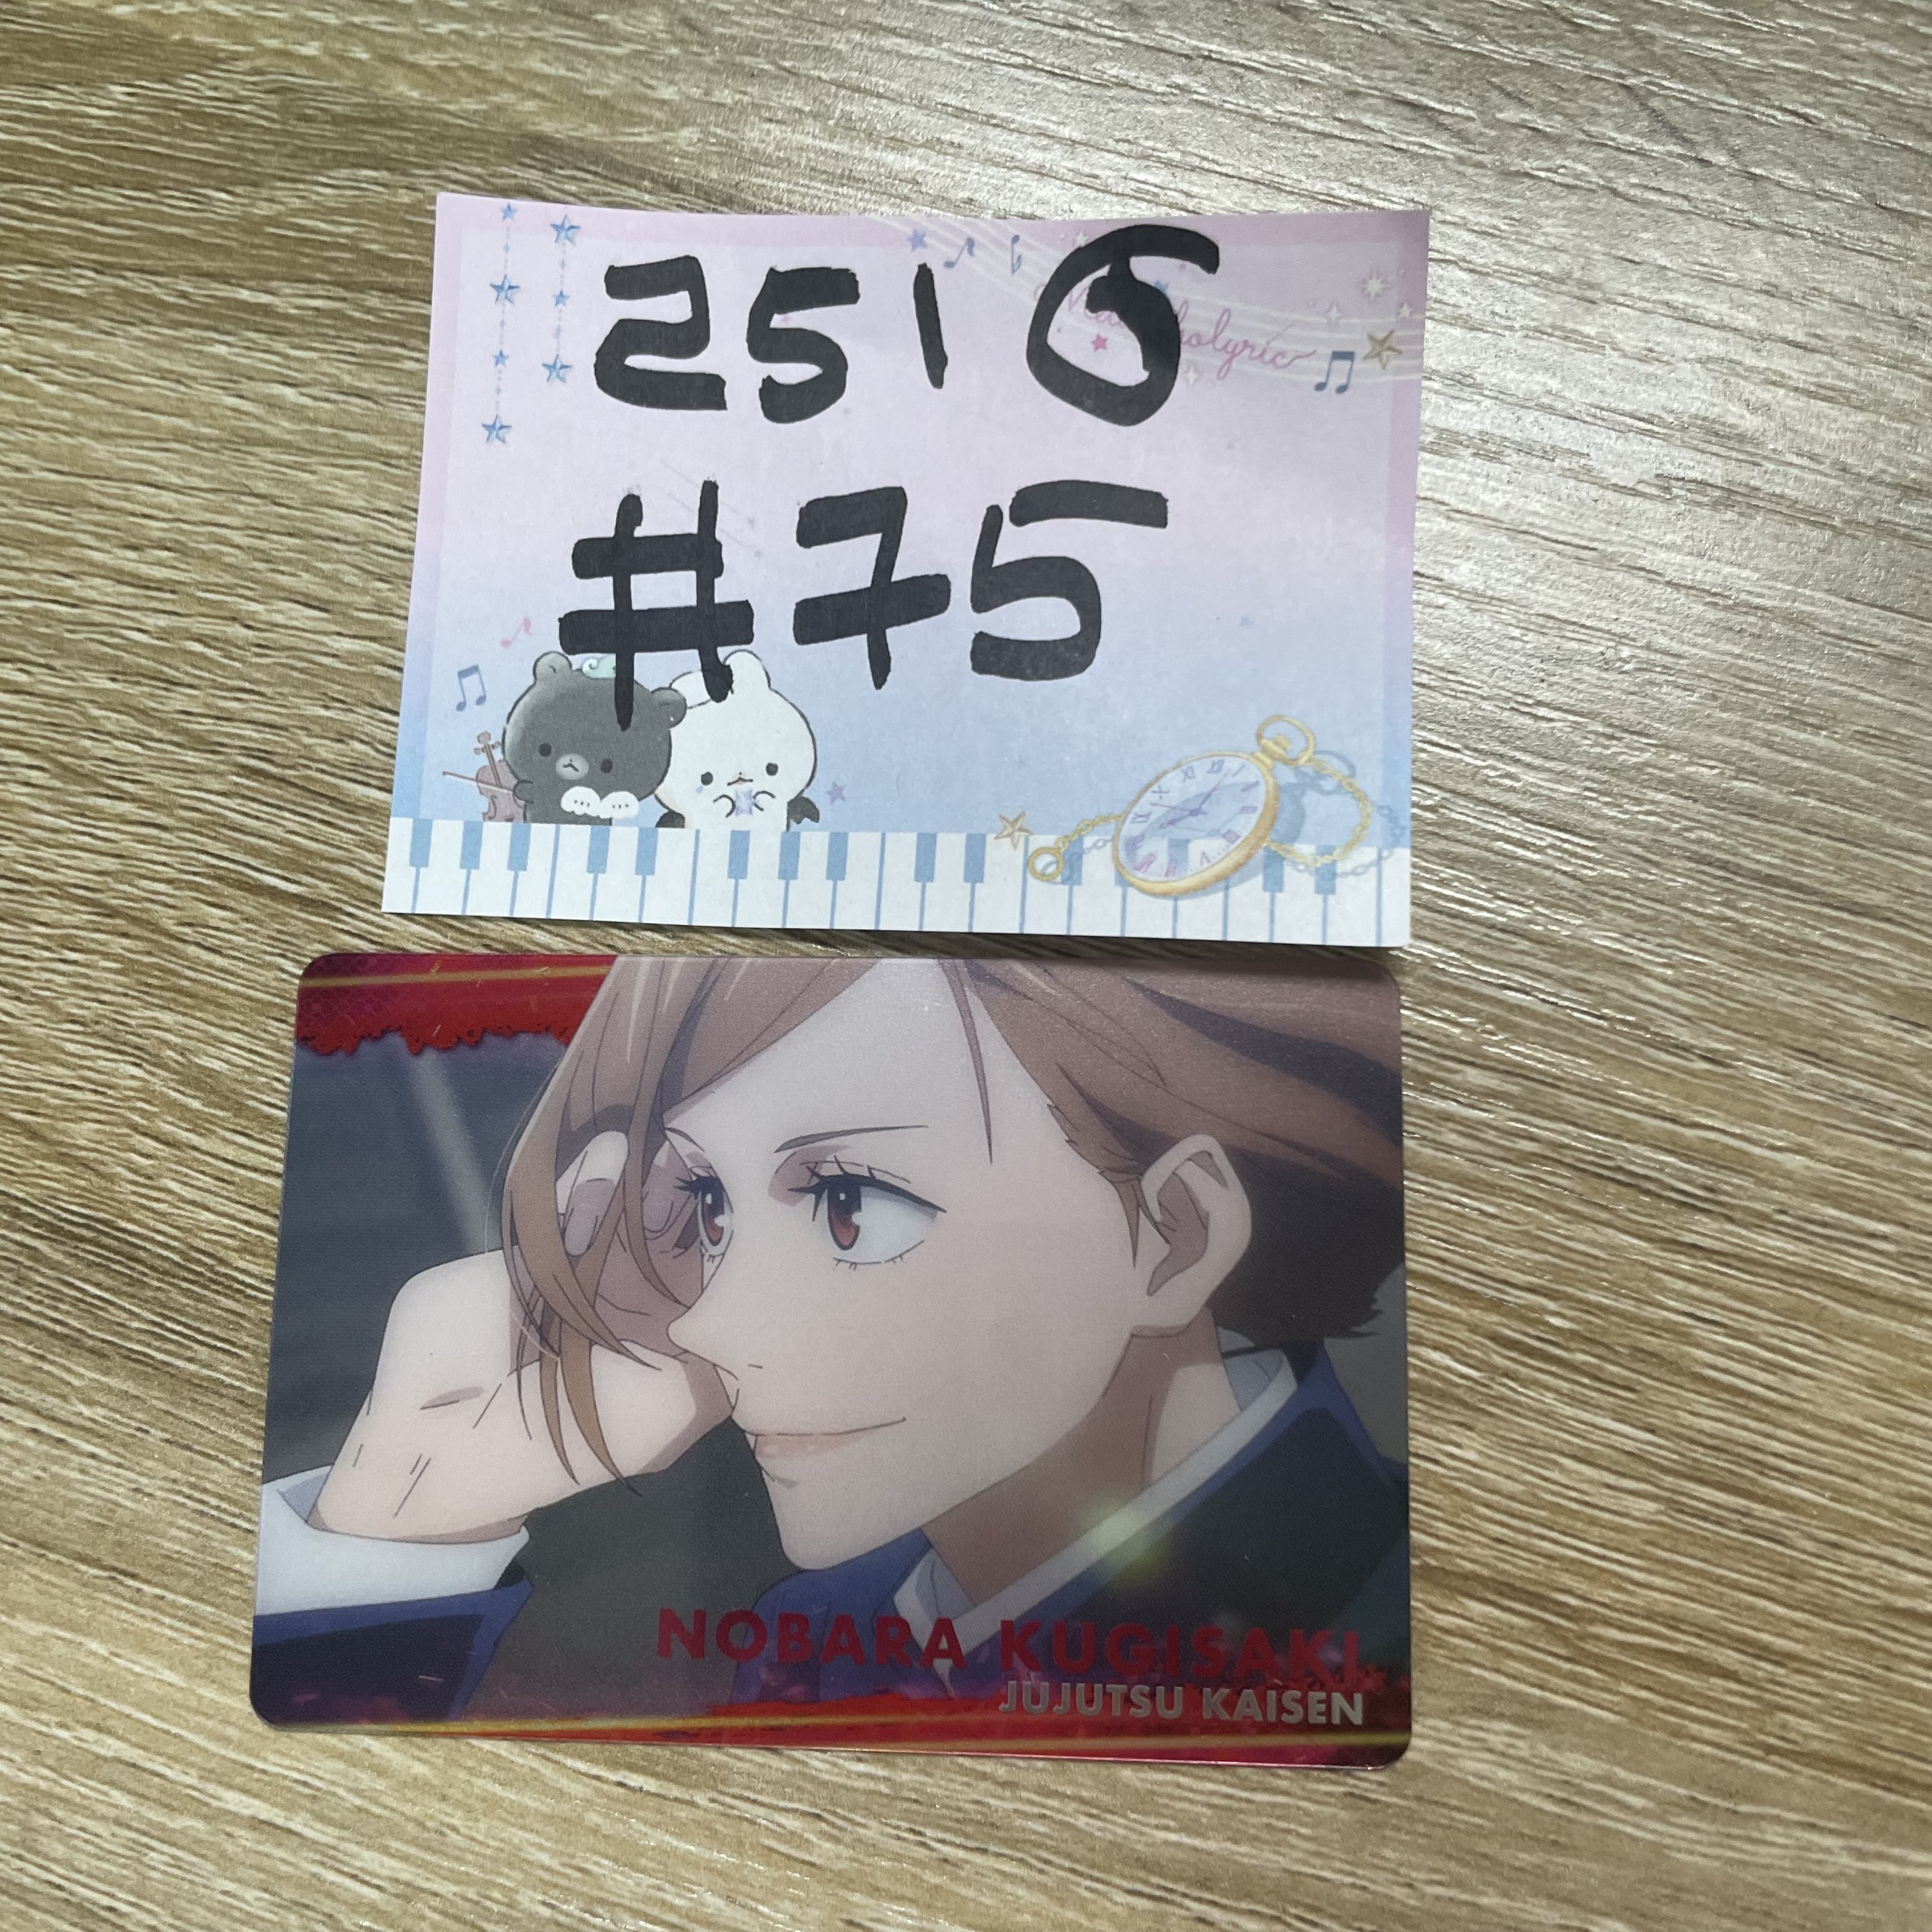 2516
#75
NOBARA KUGISAKI
JUJUTSU KAISEN